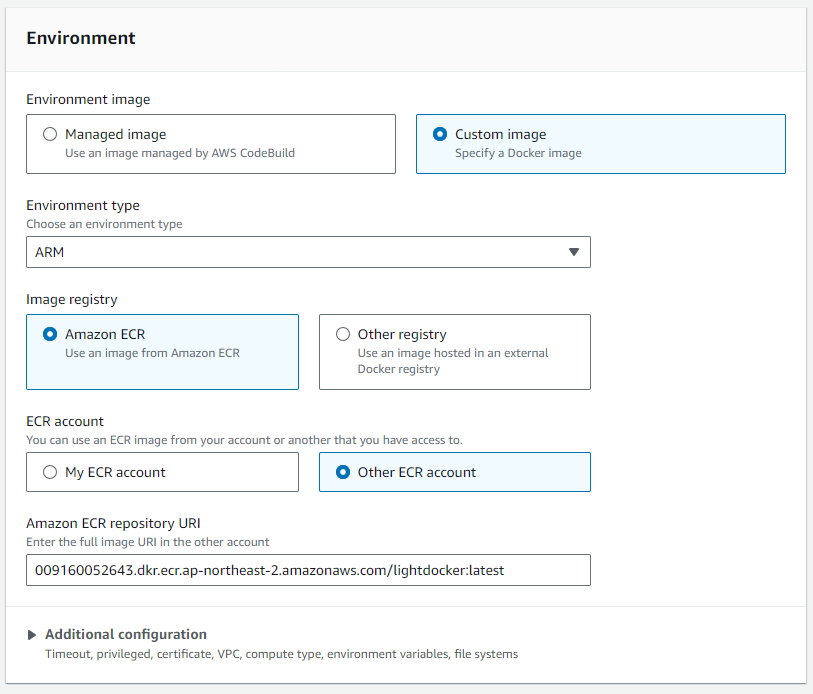 Environment
Environment image
Managed image
Use an image managed by AWS CodeBuild
Custom image
Specify a Docker image
Environment type
Choose an environment type
ARM
Image registry
Amazon ECR
Use an image from Amazon ECR
Other registry
Use an image hosted in an external
Docker registry
ECR account
You can use an ECR image from your account or another that you have access to.
My ECR account
Other ECR account
Amazon ECR repository URI
Enter the full image URI in the other account
009160052643.dkr.ecr.ap-northeast-2.amazonaws.com/lightdocker:latest
Additional configuration
Timeout, privileged, certificate, VPC, compute type, environment variables, file systems